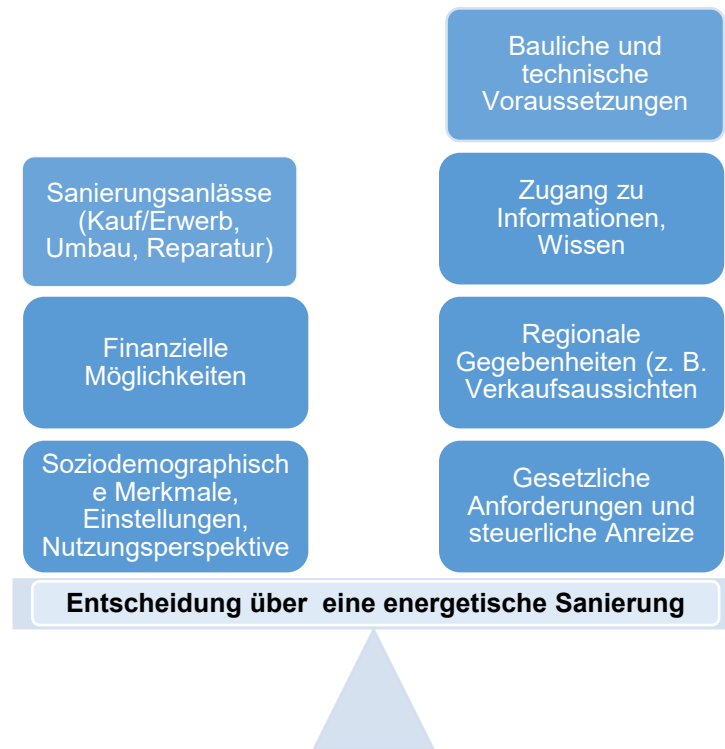 Bauliche und
technische
Voraussetzungen
Sanierungsanlässe
(Kauf/Erwerb,
Umbau, Reparatur)
Zugang zu
Informationen,
Wissen
Finanzielle
Möglichkeiten
Regionale
Gegebenheiten (z. B.
Verkaufsaussichten
Soziodemographisch
e Merkmale,
Einstellungen,
Nutzungsperspektive
Gesetzliche
Anforderungen und
steuerliche Anreize
Entscheidung über  eine energetische Sanierung